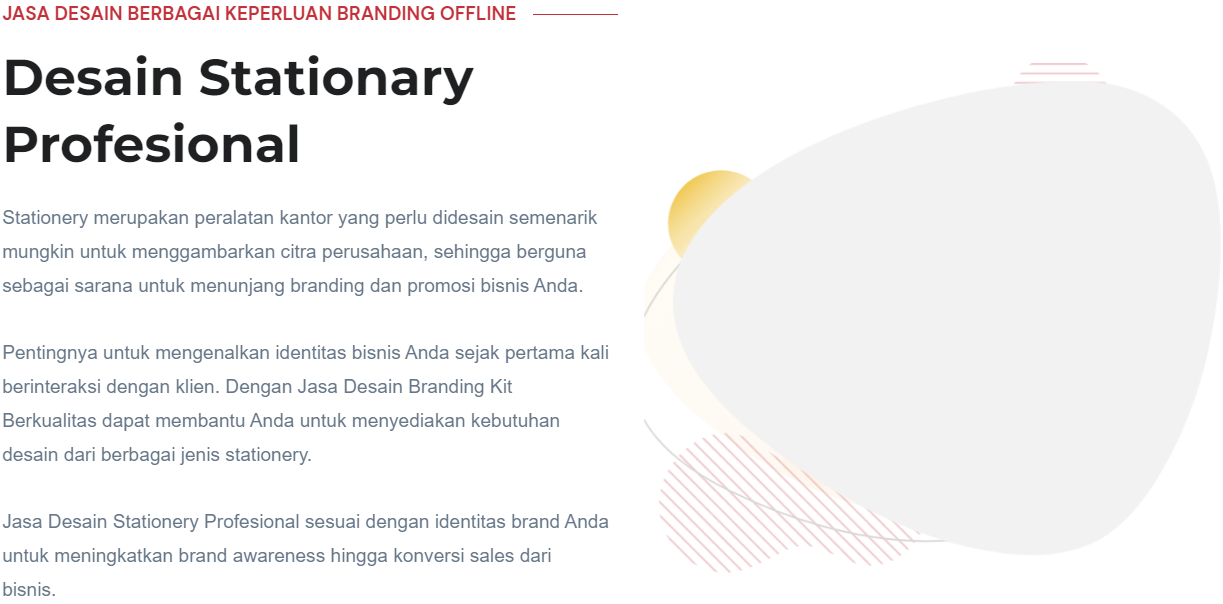 JASA DESAIN BERBAGAI KEPERLUAN BRANDING OFFLINE
Desain Stationary
Profesional
Stationery merupakan peralatan kantor yang perlu didesain semenarik
mungkin untuk menggambarkan citra perusahaan, sehingga berguna
sebagai sarana untuk menunjang branding dan promosi bisnis Anda.
Pentingnya untuk mengenalkan identitas bisnis Anda sejak pertama kali
berinteraksi dengan klien. Dengan Jasa Desain Branding Kit
Berkualitas dapat membantu Anda untuk menyediakan kebutuhan
desain dari berbagai jenis stationery.
Jasa Desain Stationery Profesional sesuai dengan identitas brand Anda
untuk meningkatkan brand awareness hingga konversi sales dari
bisnis.